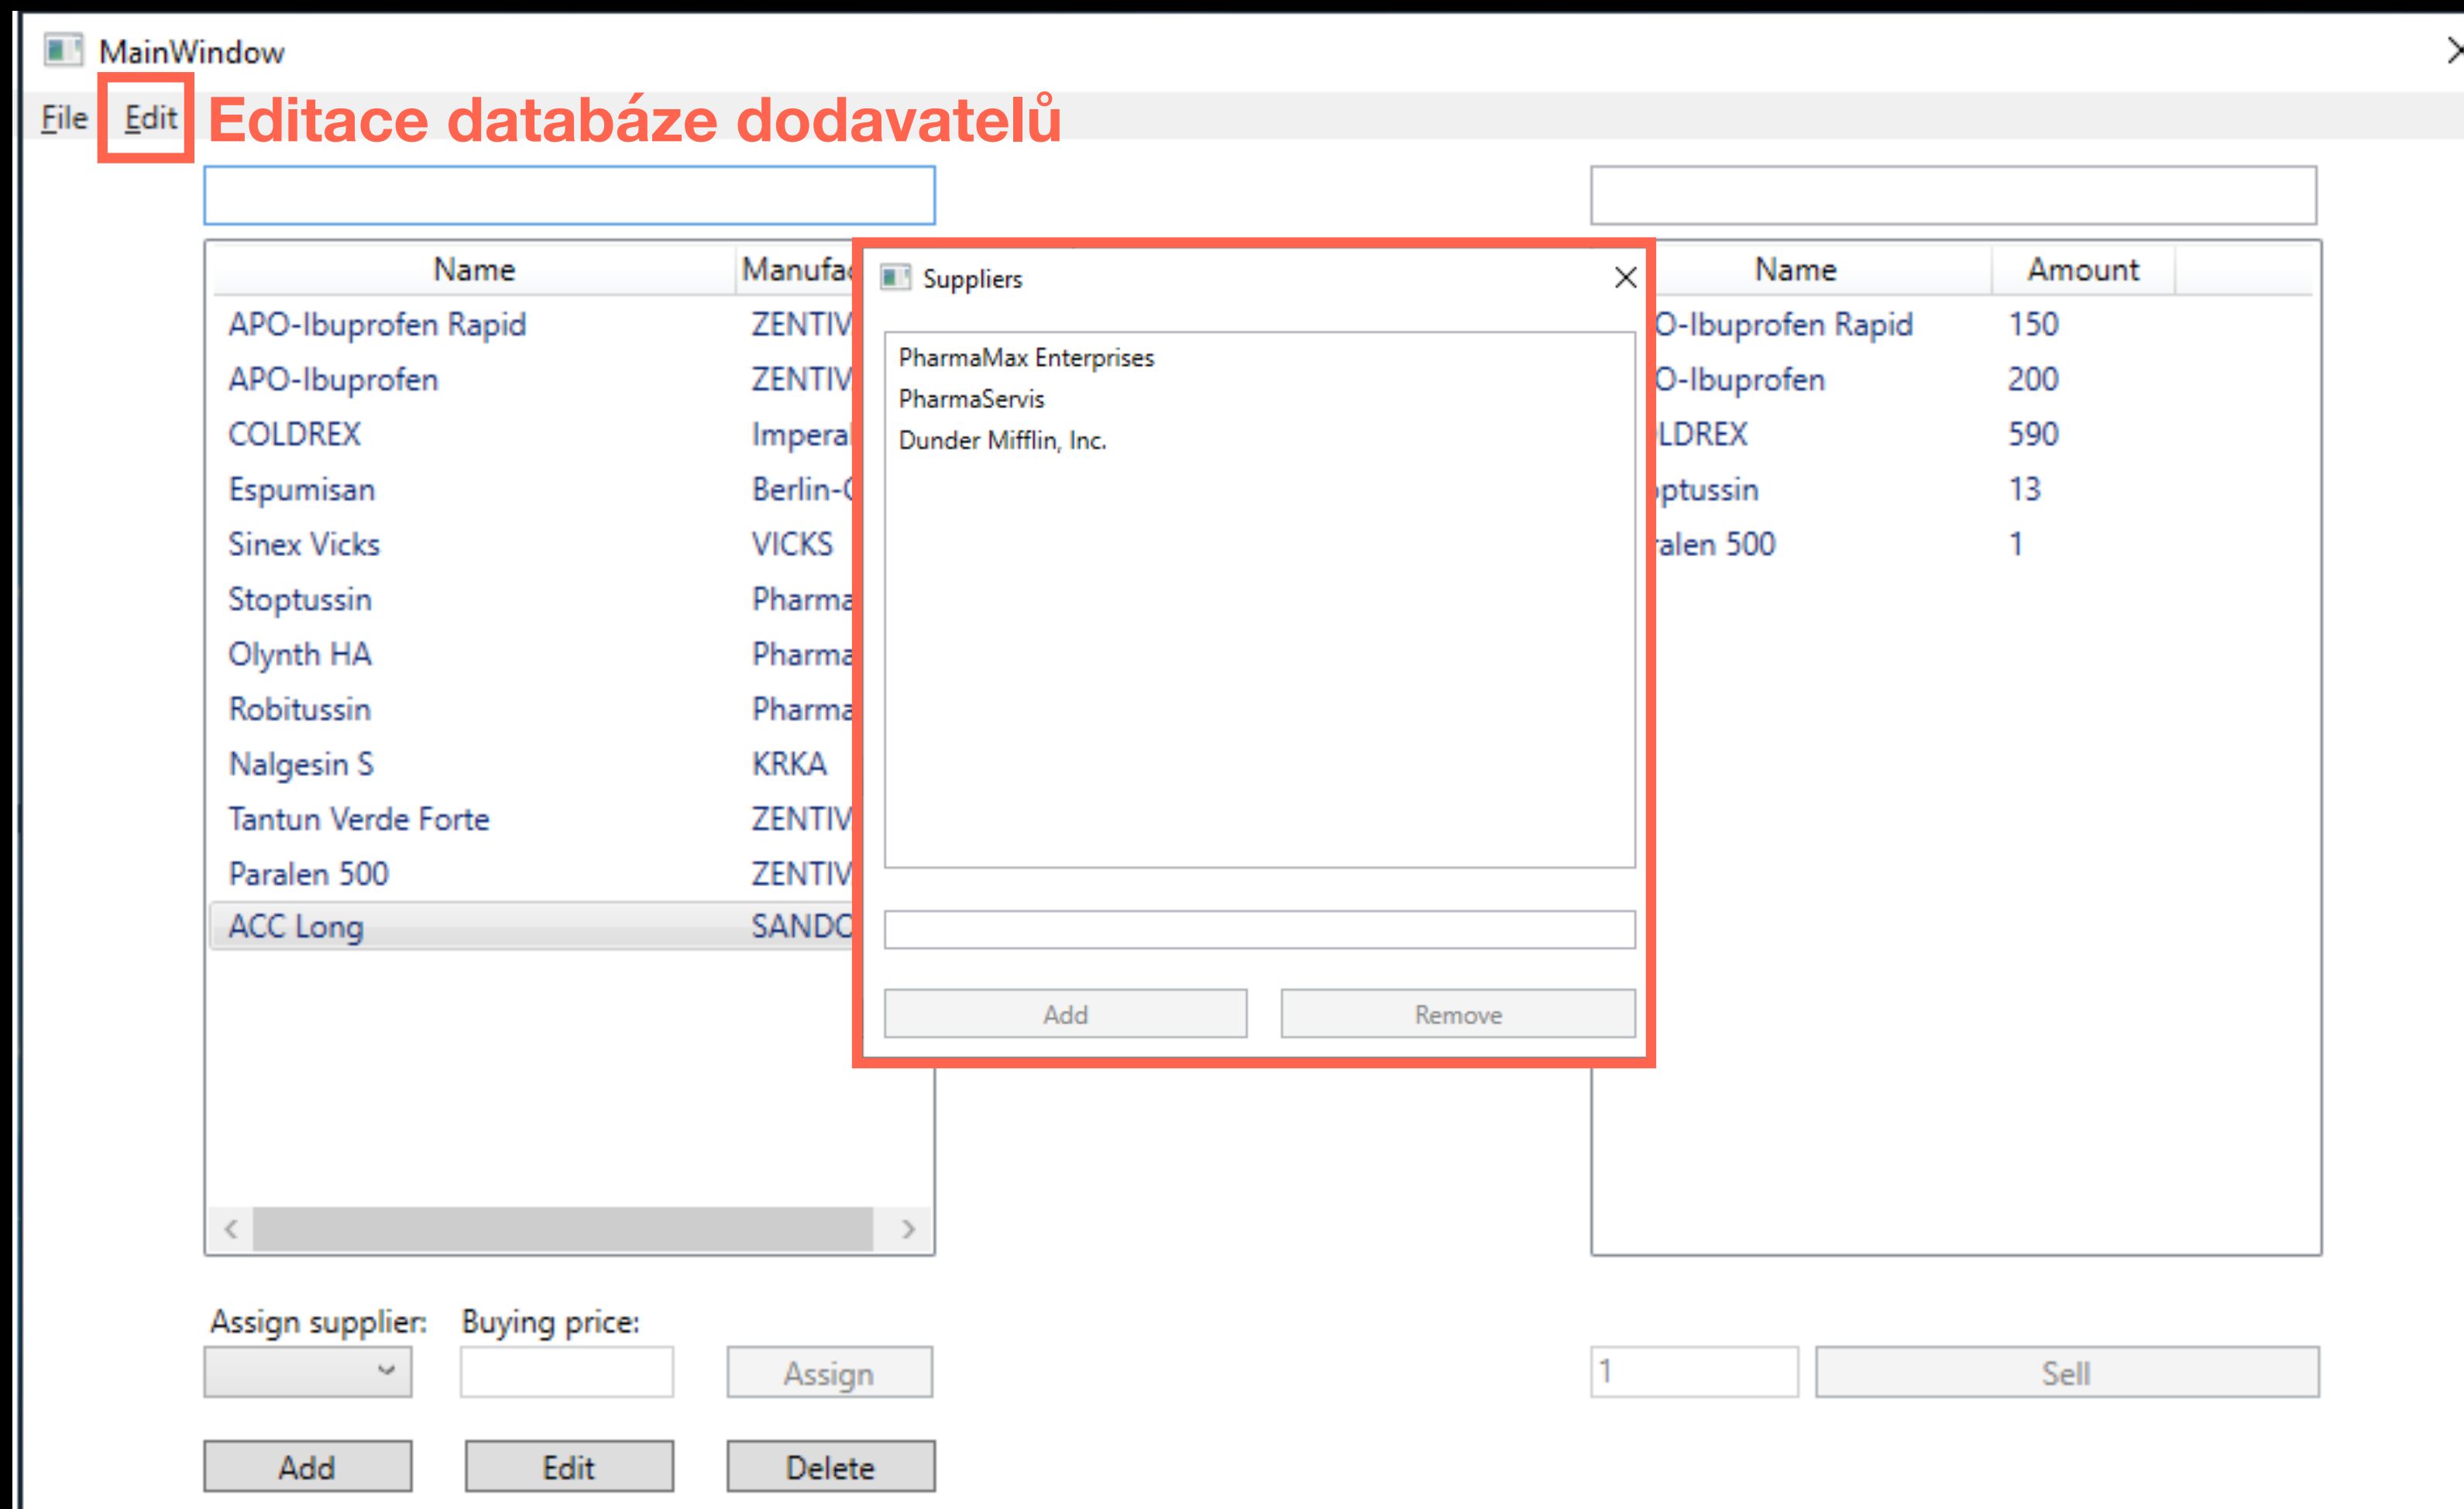 MainWindow
File Edit Editace databáze dodavatelů
Name
APO-Ibuprofen Rapid ZENTIV
APO-Ibuprofen ZENTIV
COLDREX Impera
Espumisan Berlin-
Sinex Vicks VICKS
Stoptussin Pharma
Olynth HA Pharma
Robitussin Pharma
Nalgesin S KRKA
Tantun Verde Forte ZENTIV
Paralen 500 ZENTIV
ACC Long SANDO
Suppliers
PharmaMax Enterprises
PharmaServis
Dunder Mifflin, Inc.
Add Remove
Name Amount
O-Ibuprofen Rapid 150
O-Ibuprofen 200
LDREX 590
ptussin 13
alen 500 1
Assign supplier: Buying price:
Assign
1 Sell
Add Edit Delete